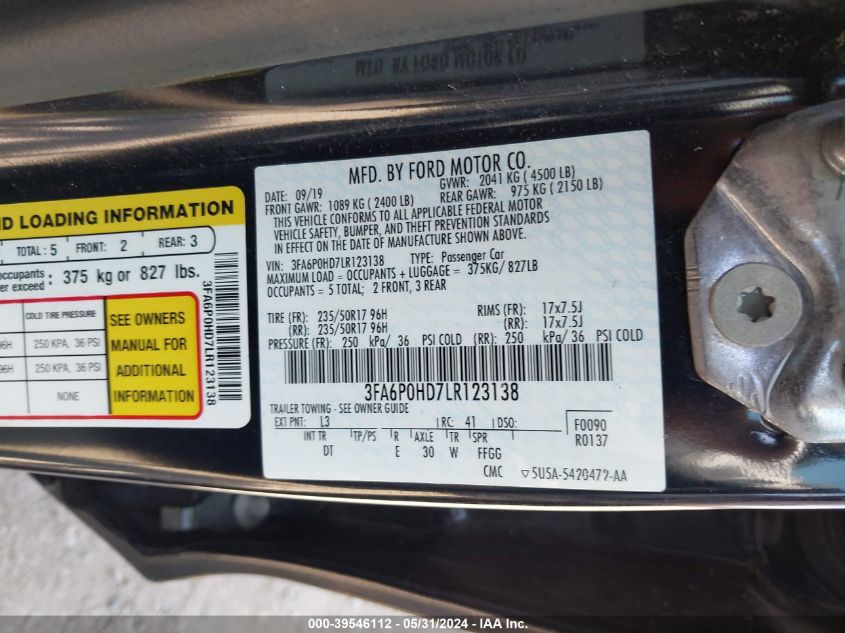 MFD. BY FORD MOTOR CO.
DATE: 09/19 GVWR: 2041 KG ( 4500 LB)
FRONT GAWR: 1089 KG ( 2400 LB) REAR GAWR: 975 KG ( 2150 LB)
THIS VEHICLE CONFORMS TO ALL APPLICABLE FEDERAL MOTOR
VEHICLE SAFETY, BUMPER, AND THEFT PREVENTION STANDARDS
IN EFFECT ON THE DATE OF MANUFACTURE SHOWN ABOVE.
VIN: 3FA6P0HD7LR123138 TYPE: Passenger Car
MAXIMUM LOAD = OCCUPANTS + LUGGAGE = 375KG/ 827LB
OCCUPANTS = 5 TOTAL; 2 FRONT, 3 REAR
TIRE (FR): 235/50R17 96H RIMS (FR): 17x7.5J
(RR): 235/50R17 96H (RR): 17x7.5J
PRESSURE (FR): 250 kPa/ 36 PSI COLD (RR): 250 kPa/ 36 PSI COLD
3FA6P0HD7LR123138
TRAILER TOWING - SEE OWNER GUIDE
EXT PNT: L3 RC: 41 DSO: F0090
R0137
INT TR TP/PS R AXLE TR SPR
DT E 30 W FFGG
CMC ▽5U5A-5420472-AA
LOADING INFORMATION
TOTAL: 5 FRONT: 2 REAR: 3
occupants
exceed : 375 kg or 827 lbs.
COLD TIRE PRESSURE
96H 250 KPA, 36 PSI
96H 250 KPA, 36 PSI
NONE
SEE OWNERS
MANUAL FOR
ADDITIONAL
INFORMATION
3FA6P0HD7LR123138
000-39546112 - 05/31/2024 - IAAI Inc.